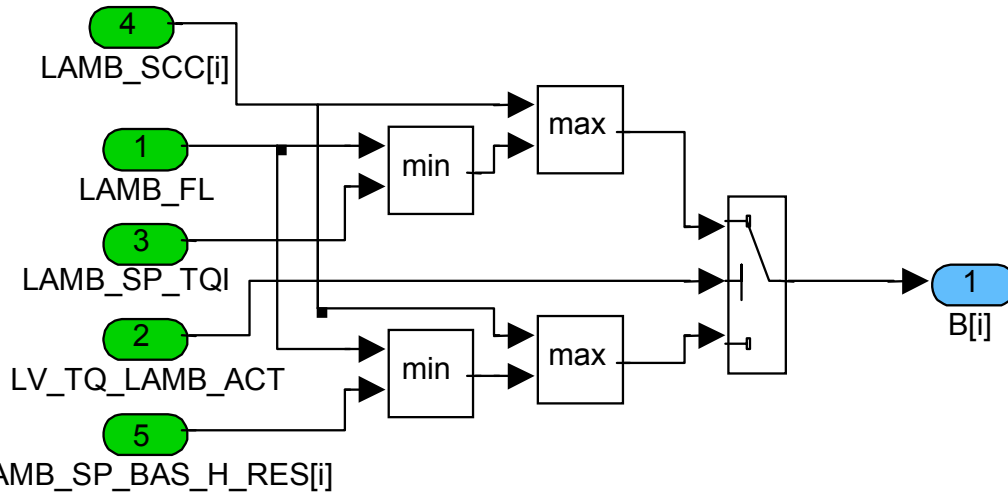 4
LAMB_SCC[i]
max
1
min
LAMB_FL
3
LAMB_SP_TQI
1
B[i]
2
LV_TQ_LAMB_ACT
min
max
5
AMB_SP_BAS_H_RES[i]